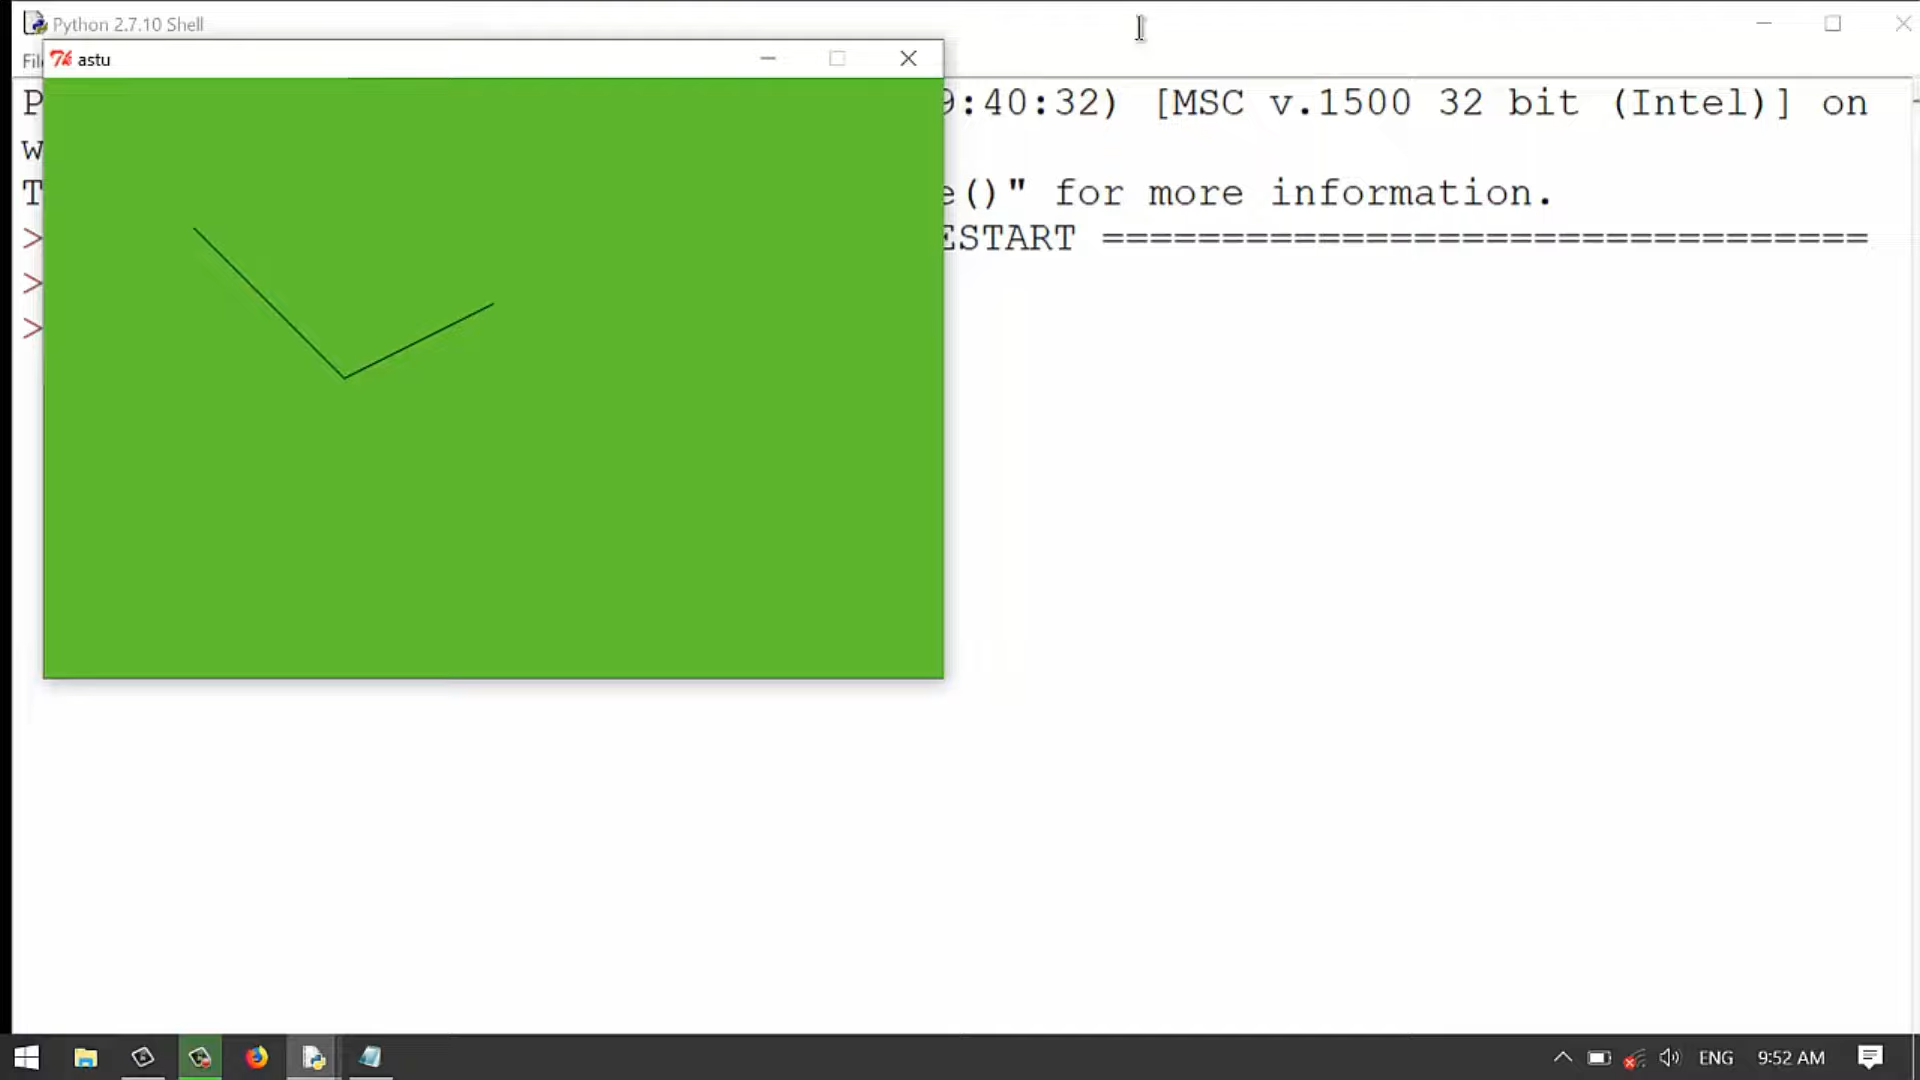 Python 2.7.10 Shell
astu
9:40:32) [MSC v.1500 32 bit (Intel)] on
e()" for more information.
ESTART ================================
>
>
>
ENG
9:52 AM